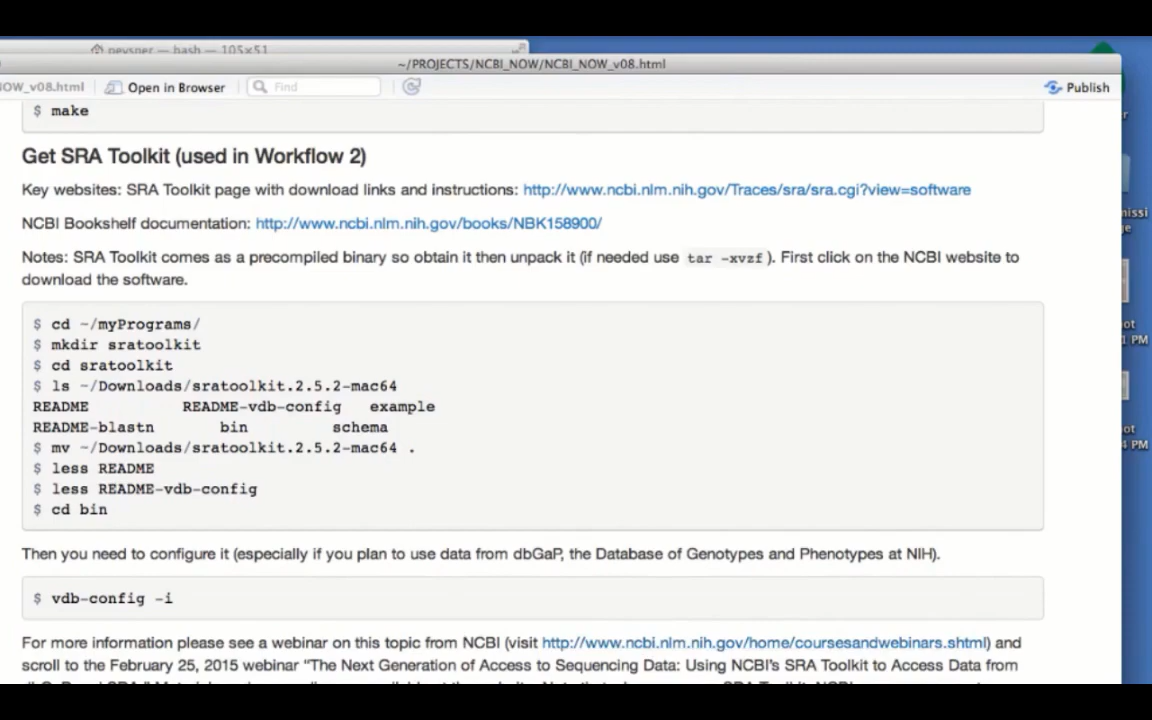 pevsner — bash — 105×51
~/PROJECTS/NCBI_NOW/NCBI_NOW_v08.html
NOW_v08.html Open in Browser Find Publish
$ make
Get SRA Toolkit (used in Workflow 2)
Key websites: SRA Toolkit page with download links and instructions: http://www.ncbi.nlm.nih.gov/Traces/sra/sra.cgi?view=software
NCBI Bookshelf documentation: http://www.ncbi.nlm.nih.gov/books/NBK158900/
Notes: SRA Toolkit comes as a precompiled binary so obtain it then unpack it (if needed use tar -xvzf ). First click on the NCBI website to
download the software.
$ cd ~/myPrograms/
$ mkdir sratoolkit
$ cd sratoolkit
$ ls ~/Downloads/sratoolkit.2.5.2-mac64
README README-vdb-config example
README-blastn bin schema
$ mv ~/Downloads/sratoolkit.2.5.2-mac64 .
$ less README
$ less README-vdb-config
$ cd bin
Then you need to configure it (especially if you plan to use data from dbGaP, the Database of Genotypes and Phenotypes at NIH).
$ vdb-config -i
For more information please see a webinar on this topic from NCBI (visit http://www.ncbi.nlm.nih.gov/home/coursesandwebinars.shtml) and
scroll to the February 25, 2015 webinar "The Next Generation of Access to Sequencing Data: Using NCBI's SRA Toolkit to Access Data from